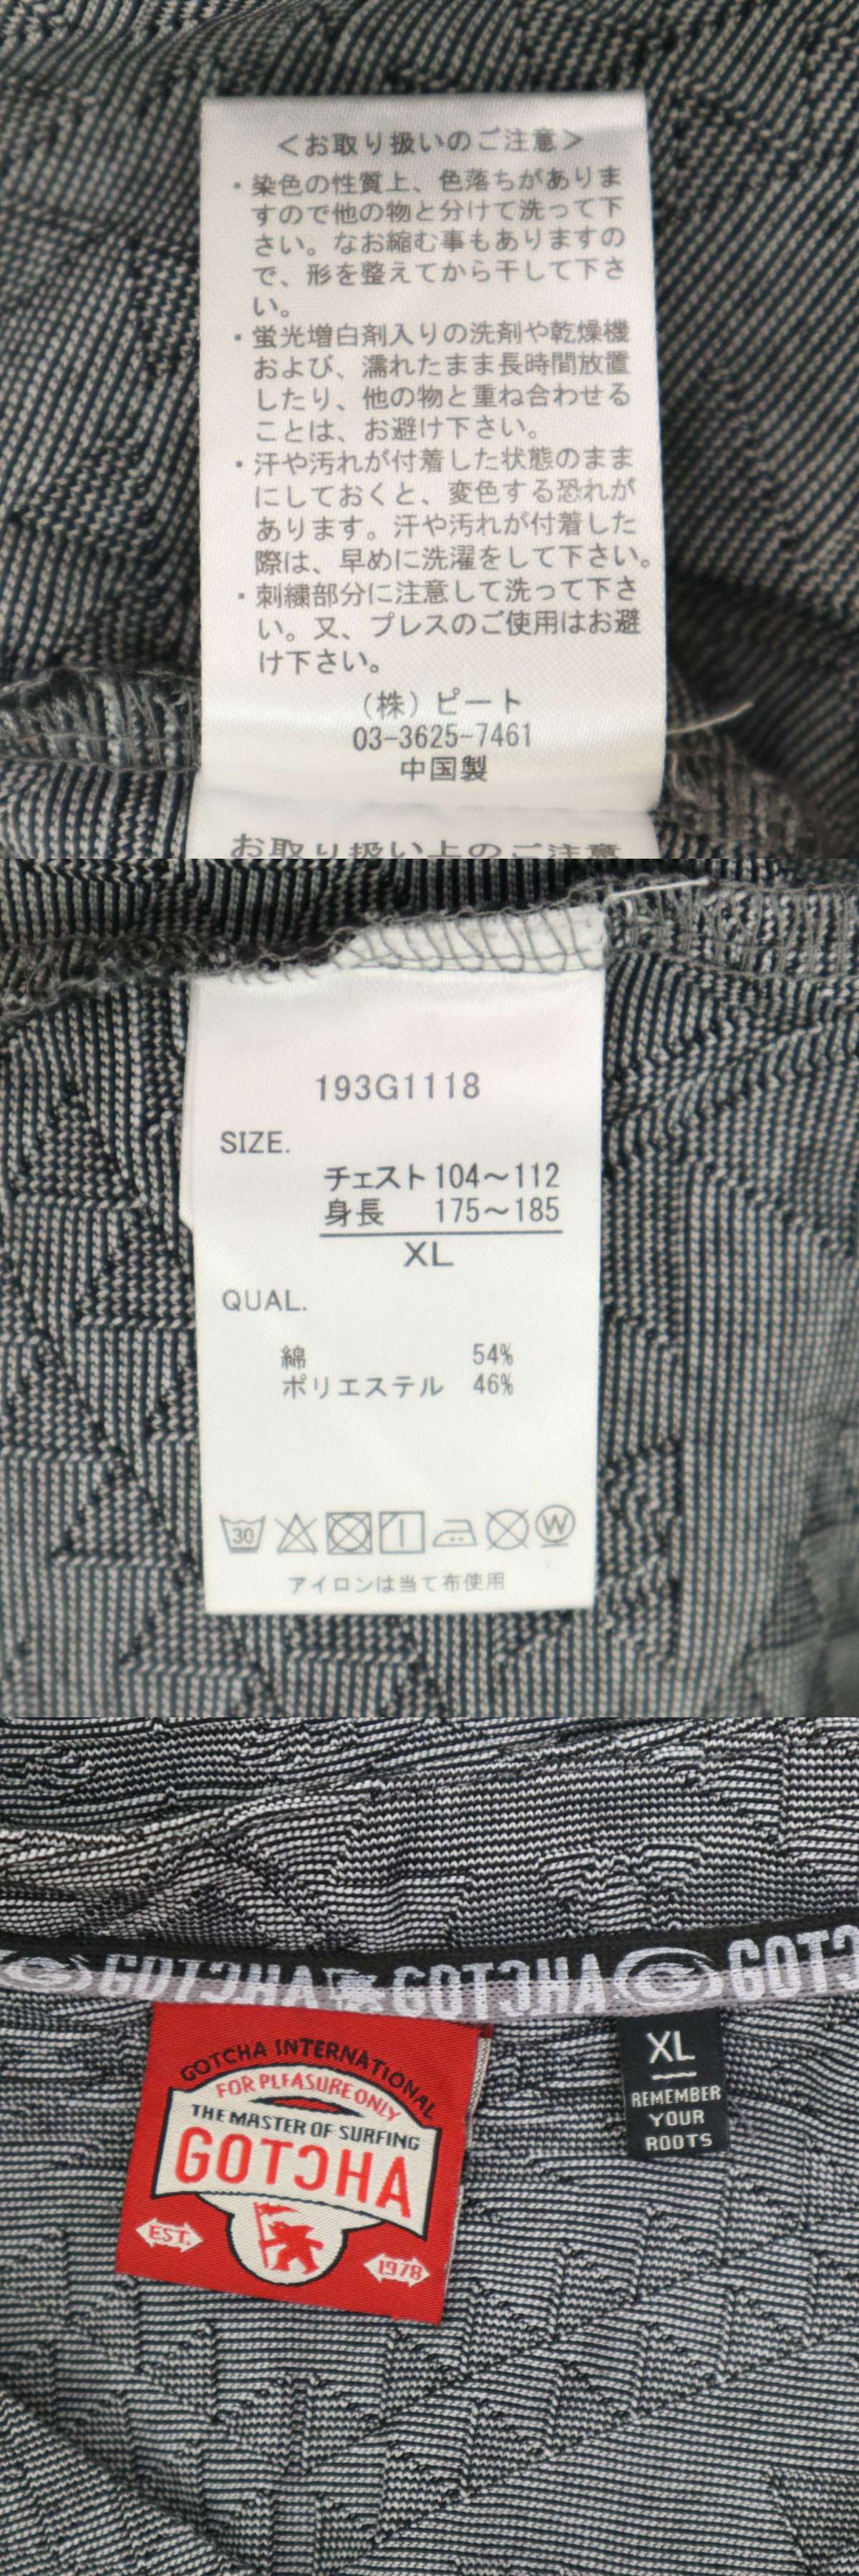 ＜お取り扱いのご注意＞
・染色の性質上、色落ちがありま
すので他の物と分けて洗って下
さい。なお縮む事もありますの
で、形を整えてから干して下さ
い。
・蛍光増白剤入りの洗剤や乾燥機
および、濡れたまま長時間放置
したり、他の物と重ね合わせる
ことは、お避け下さい。
・汗や汚れが付着した状態のまま
にしておくと、変色する恐れが
あります。汗や汚れが付着した
際は、早めに洗濯をして下さい。
・刺繍部分に注意して洗って下さ
い。又、プレスのご使用はお避
け下さい。
（株）ピート
03-3625-7461
中国製
お取り扱い上のご注意
193G1118
SIZE.
チェスト 104～112
身長 175～185
XL
QUAL.
綿 54%
ポリエステル 46%
30 W
アイロンは当て布使用
GOTCHA GOTCHA GOTC
GOTCHA INTERNATIONAL
FOR PLEASURE ONLY
THE MASTER OF SURFING
GOTCHA
EST. 1978
XL
REMEMBER
YOUR
ROOTS